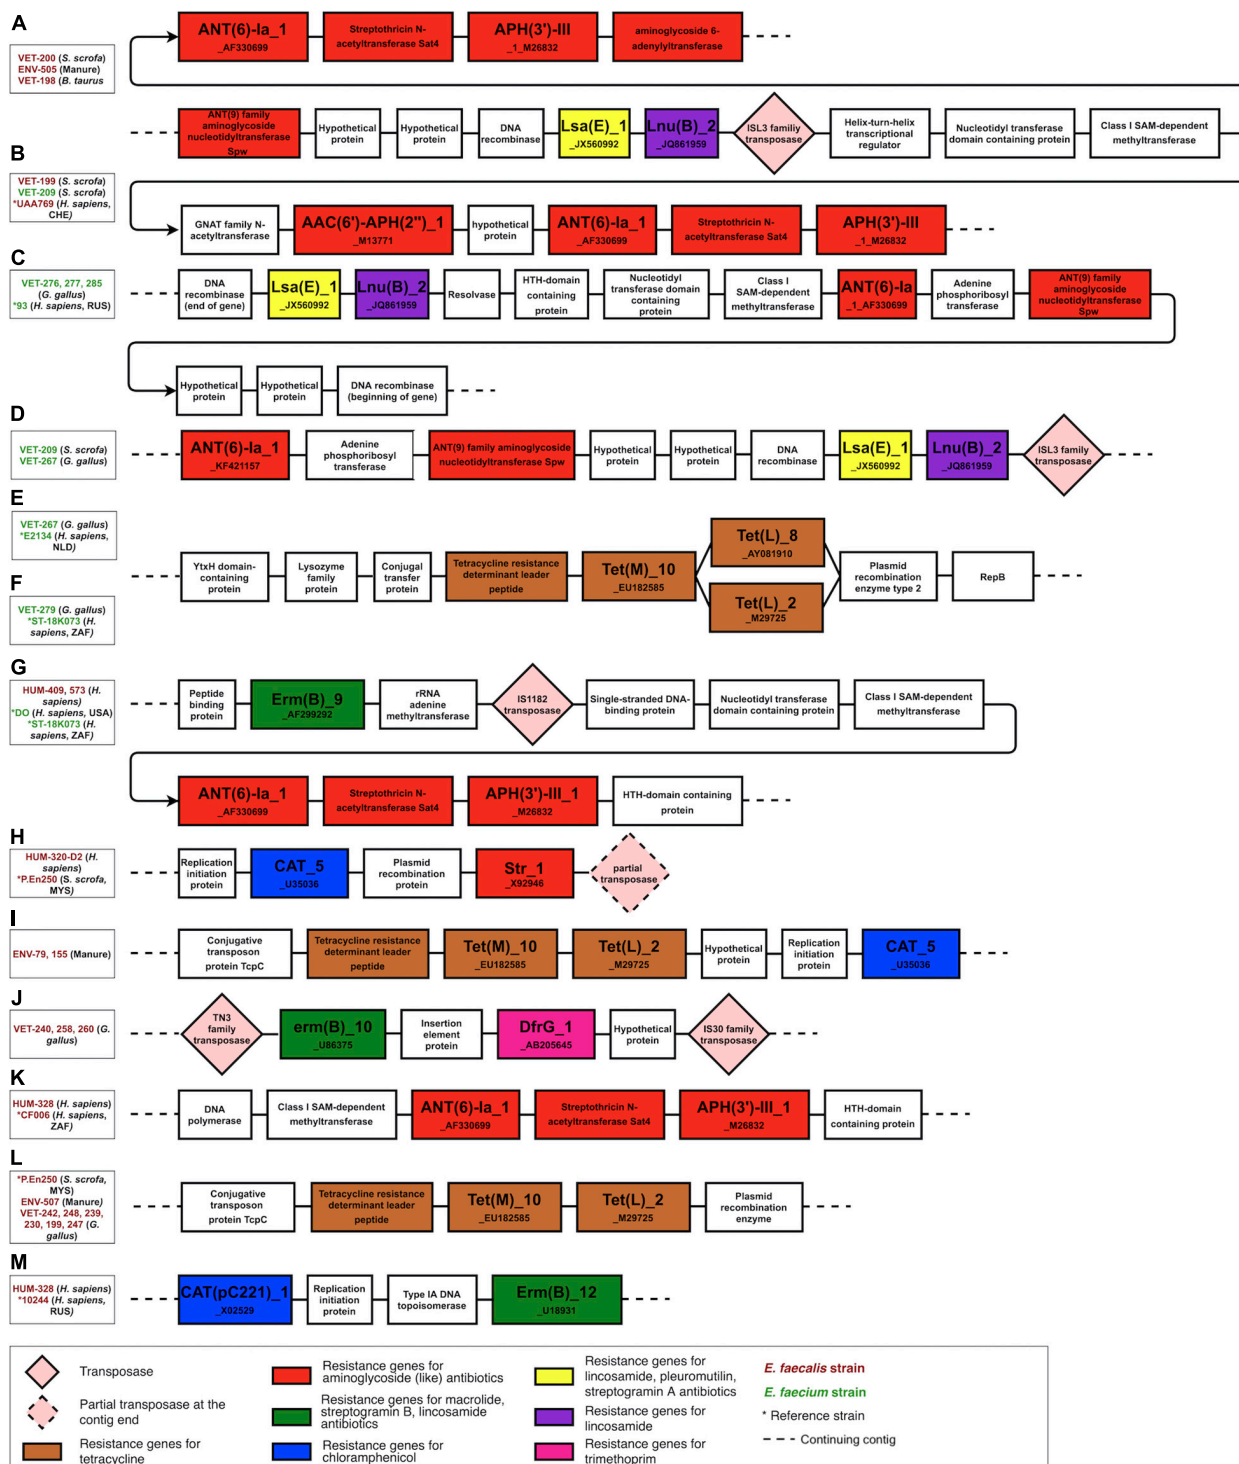 A
VET-200 (S. scrofa)
ENV-505 (Manure)
VET-198 (B. taurus
ANT(6)-Ia_1
_AF330699
Streptothricin N-
acetyltransferase Sat4
APH(3')-III
_1_M26832
aminoglycoside 6-
adenylyltransferase
ANT(9) family
aminoglycoside
nucleotidyltransferase
Spw
Hypothetical
protein
Hypothetical
protein
DNA
recombinase
Lsa(E)_1
_JX560992
Lnu(B)_2
_JQ861959
ISL3 familiy
transposase
Helix-turn-helix
transcriptional
regulator
Nucleotidyl transferase
domain containing protein
Class I SAM-dependent
methyltransferase
B
VET-199 (S. scrofa)
VET-209 (S. scrofa)
*UAA769 (H. sapiens,
CHE)
GNAT family N-
acetyltransferase
AAC(6')-APH(2'')_1
_M13771
hypothetical
protein
ANT(6)-Ia_1
_AF330699
Streptothricin N-
acetyltransferase Sat4
APH(3')-III
_1_M26832
C
VET-276, 277, 285
(G. gallus)
*93 (H. sapiens, RUS)
DNA
recombinase
(end of gene)
Lsa(E)_1
_JX560992
Lnu(B)_2
_JQ861959
Resolvase
HTH-domain
containing
protein
Nucleotidyl
transferase domain
containing
protein
Class I
SAM-dependent
methyltransferase
ANT(6)-Ia
_1_AF330699
Adenine
phosphoribosyl
transferase
ANT(9) family
aminoglycoside
nucleotidyltransferase
Spw
Hypothetical
protein
Hypothetical
protein
DNA recombinase
(beginning of gene)
D
VET-209 (S. scrofa)
VET-267 (G. gallus)
ANT(6)-Ia_1
_KF421157
Adenine
phosphoribosyl
transferase
ANT(9) family aminoglycoside
nucleotidyltransferase Spw
Hypothetical
protein
Hypothetical
protein
DNA
recombinase
Lsa(E)_1
_JX560992
Lnu(B)_2
_JQ861959
ISL3 family
transposase
E
VET-267 (G. gallus)
*E2134 (H. sapiens,
NLD)
F
VET-279 (G. gallus)
*ST-18K073 (H.
sapiens, ZAF)
YtxH domain-
containing
protein
Lysozyme
family
protein
Conjugal
transfer
protein
Tetracycline resistance
determinant leader
peptide
Tet(M)_10
_EU182585
Tet(L)_8
_AY081910
Tet(L)_2
_M29725
Plasmid
recombination
enzyme type 2
RepB
G
HUM-409, 573 (H.
sapiens)
*DO (H. sapiens, USA)
*ST-18K073 (H.
sapiens, ZAF)
Peptide
binding
protein
Erm(B)_9
_AF299292
rRNA
adenine
methyltransferase
IS1182
transposase
Single-stranded DNA-
binding protein
Nucleotidyl transferase
domain containing protein
Class I SAM-dependent
methyltransferase
ANT(6)-Ia_1
_AF330699
Streptothricin N-
acetyltransferase Sat4
APH(3')-III_1
_M26832
HTH-domain containing
protein
H
HUM-320-D2 (H.
sapiens)
*P.En250 (S. scrofa,
MYS)
Replication
initiation
protein
CAT_5
_U35036
Plasmid
recombination
protein
Str_1
_X92946
partial
transposase
I
ENV-79, 155 (Manure)
Conjugative
transposon
protein TcpC
Tetracycline resistance
determinant leader
peptide
Tet(M)_10
_EU182585
Tet(L)_2
_M29725
Hypothetical
protein
Replication
initiation
protein
CAT_5
_U35036
J
VET-240, 258, 260 (G.
gallus)
TN3
family
transposase
erm(B)_10
_U86375
Insertion
element
protein
DfrG_1
_AB205645
Hypothetical
protein
IS30 family
transposase
K
HUM-328 (H. sapiens)
*CF006 (H. sapiens,
ZAF)
DNA
polymerase
Class I SAM-dependent
methyltransferase
ANT(6)-Ia_1
_AF330699
Streptothricin N-
acetyltransferase Sat4
APH(3')-III_1
_M26832
HTH-domain
containing protein
L
*P.En250 (S. scrofa,
MYS)
ENV-507 (Manure)
VET-242, 248, 239,
230, 199, 247 (G.
gallus)
Conjugative
transposon
protein TcpC
Tetracycline resistance
determinant leader
peptide
Tet(M)_10
_EU182585
Tet(L)_2
_M29725
Plasmid
recombination
enzyme
M
HUM-328 (H. sapiens)
*10244 (H. sapiens,
RUS)
CAT(pC221)_1
_X02529
Replication
initiation
protein
Type IA DNA
topoisomerase
Erm(B)_12
_U18931
Transposase
Partial transposase at the
contig end
Resistance genes for
tetracycline
Resistance genes for
aminoglycoside (like) antibiotics
Resistance genes for macrolide,
streptogramin B, lincosamide
antibiotics
Resistance genes for
chloramphenicol
Resistance genes for
lincosamide, pleuromutilin,
streptogramin A antibiotics
Resistance genes for
lincosamide
Resistance genes for
trimethoprim
E. faecalis strain
E. faecium strain
* Reference strain
Continuing contig